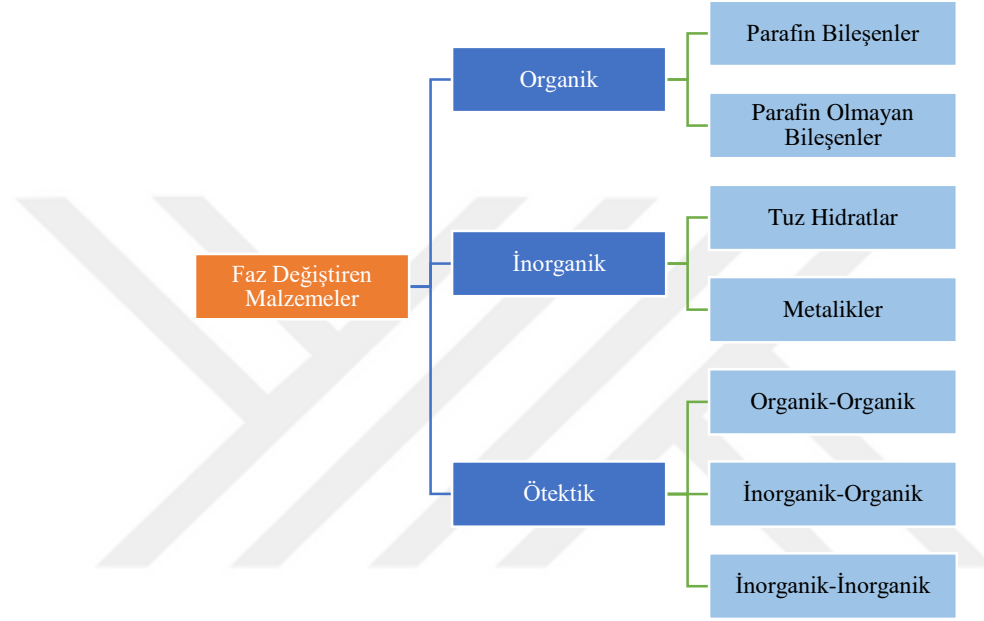 Faz Değiştiren
Malzemeler
Organik
Parafin Bileşenler
Parafin Olmayan
Bileşenler
İnorganik
Tuz Hidratlar
Metalikler
Ötektik
Organik-Organik
İnorganik-Organik
İnorganik-İnorganik